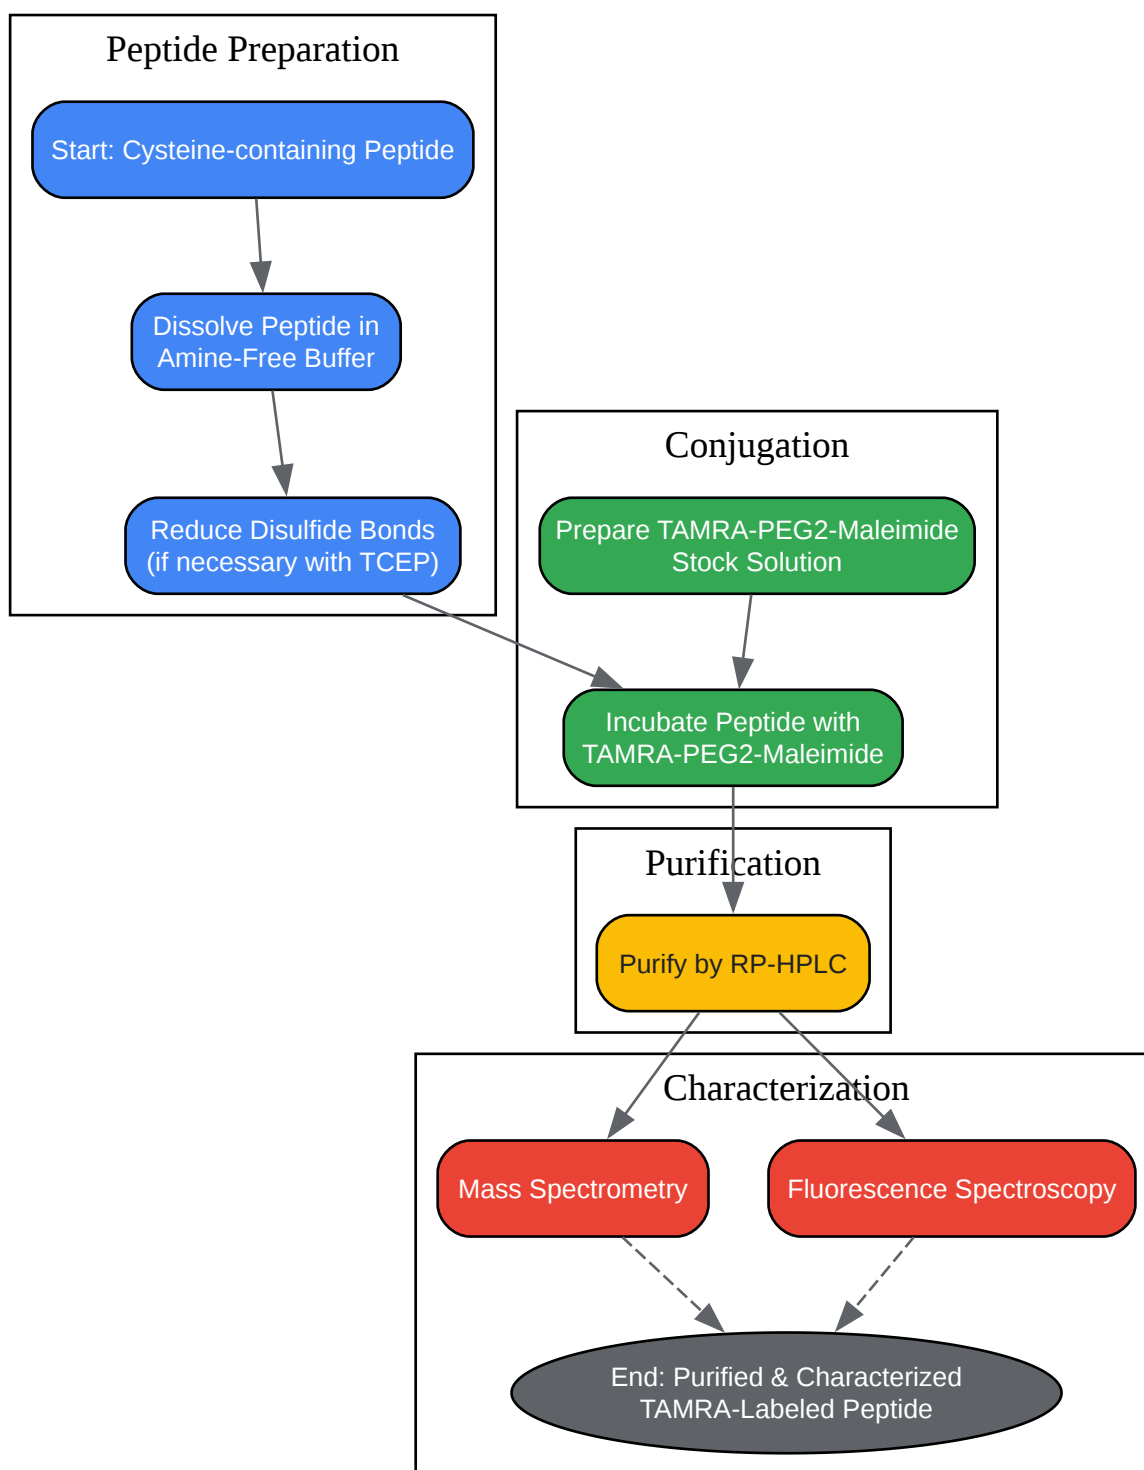 Peptide Preparation
Start: Cysteine-containing Peptide
Dissolve Peptide in
Amine-Free Buffer
Reduce Disulfide Bonds
(if necessary with TCEP)
Conjugation
Prepare TAMRA-PEG2-Maleimide
Stock Solution
Incubate Peptide with
TAMRA-PEG2-Maleimide
Purification
Purify by RP-HPLC
Characterization
Mass Spectrometry
Fluorescence Spectroscopy
End: Purified & Characterized
TAMRA-Labeled Peptide